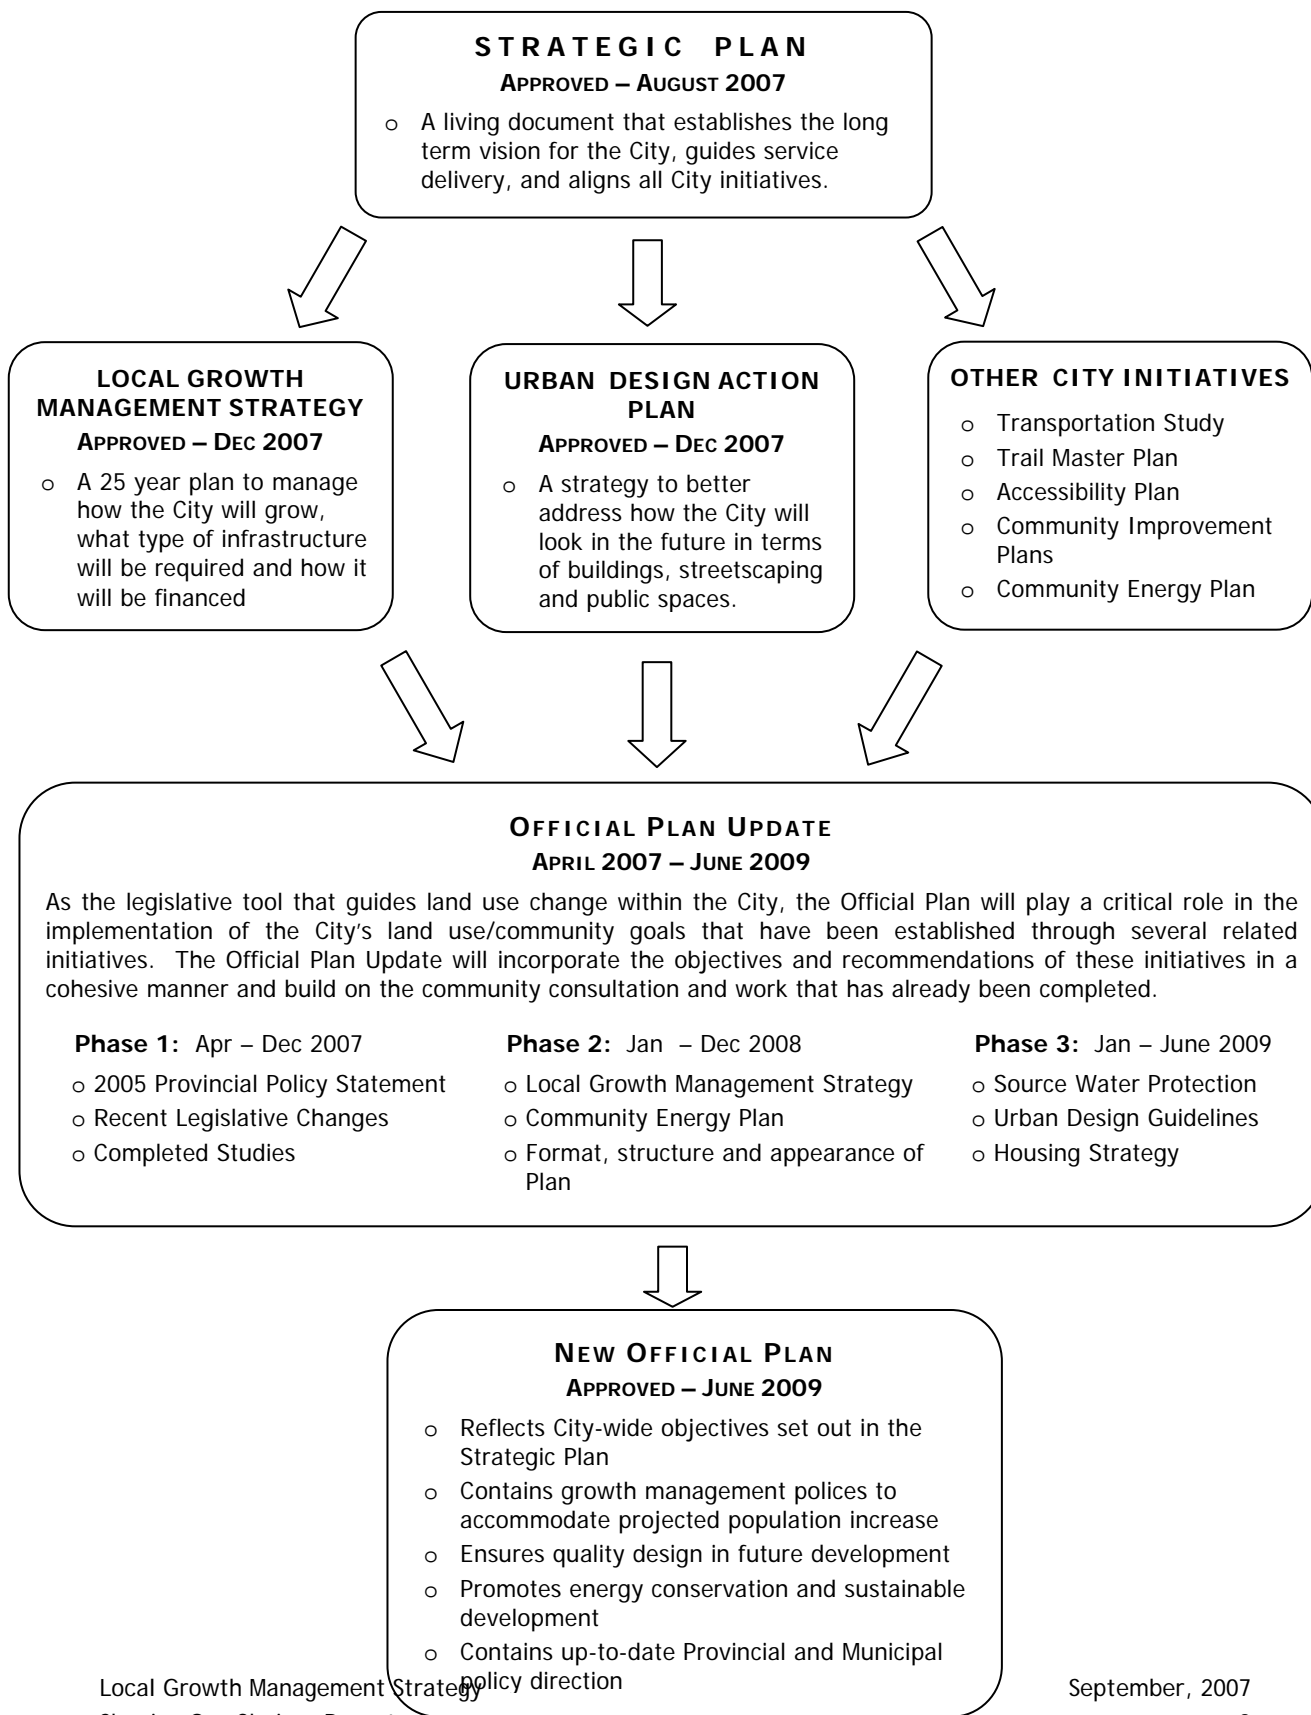 STRATEGIC PLAN
APPROVED – AUGUST 2007
o A living document that establishes the long
term vision for the City, guides service
delivery, and aligns all City initiatives.
LOCAL GROWTH
MANAGEMENT STRATEGY
APPROVED – DEC 2007
o A 25 year plan to manage
how the City will grow,
what type of infrastructure
will be required and how it
will be financed
URBAN DESIGN ACTION
PLAN
APPROVED – DEC 2007
o A strategy to better
address how the City will
look in the future in terms
of buildings, streetscaping
and public spaces.
OTHER CITY INITIATIVES
o Transportation Study
o Trail Master Plan
o Accessibility Plan
o Community Improvement
Plans
o Community Energy Plan
OFFICIAL PLAN UPDATE
APRIL 2007 – JUNE 2009
As the legislative tool that guides land use change within the City, the Official Plan will play a critical role in the
implementation of the City's land use/community goals that have been established through several related
initiatives. The Official Plan Update will incorporate the objectives and recommendations of these initiatives in a
cohesive manner and build on the community consultation and work that has already been completed.
Phase 1: Apr – Dec 2007
o 2005 Provincial Policy Statement
o Recent Legislative Changes
o Completed Studies
Phase 2: Jan – Dec 2008
o Local Growth Management Strategy
o Community Energy Plan
o Format, structure and appearance of
Plan
Phase 3: Jan – June 2009
o Source Water Protection
o Urban Design Guidelines
o Housing Strategy
NEW OFFICIAL PLAN
APPROVED – JUNE 2009
o Reflects City-wide objectives set out in the
Strategic Plan
o Contains growth management polices to
accommodate projected population increase
o Ensures quality design in future development
o Promotes energy conservation and sustainable
development
o Contains up-to-date Provincial and Municipal
policy direction
Local Growth Management Strategy September, 2007